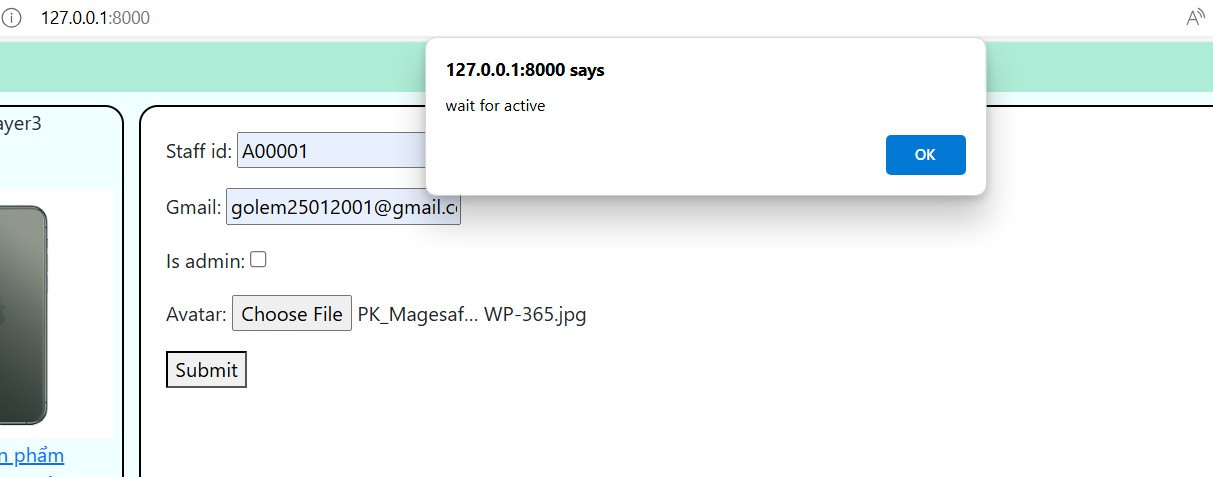 127.0.0.1:8000
127.0.0.1:8000 says
wait for active
OK
ayer3
n phẩm
Staff id: A00001
Gmail: golem25012001@gmail.c
Is admin:
Avatar: Choose File PK_Magesaf... WP-365.jpg
Submit